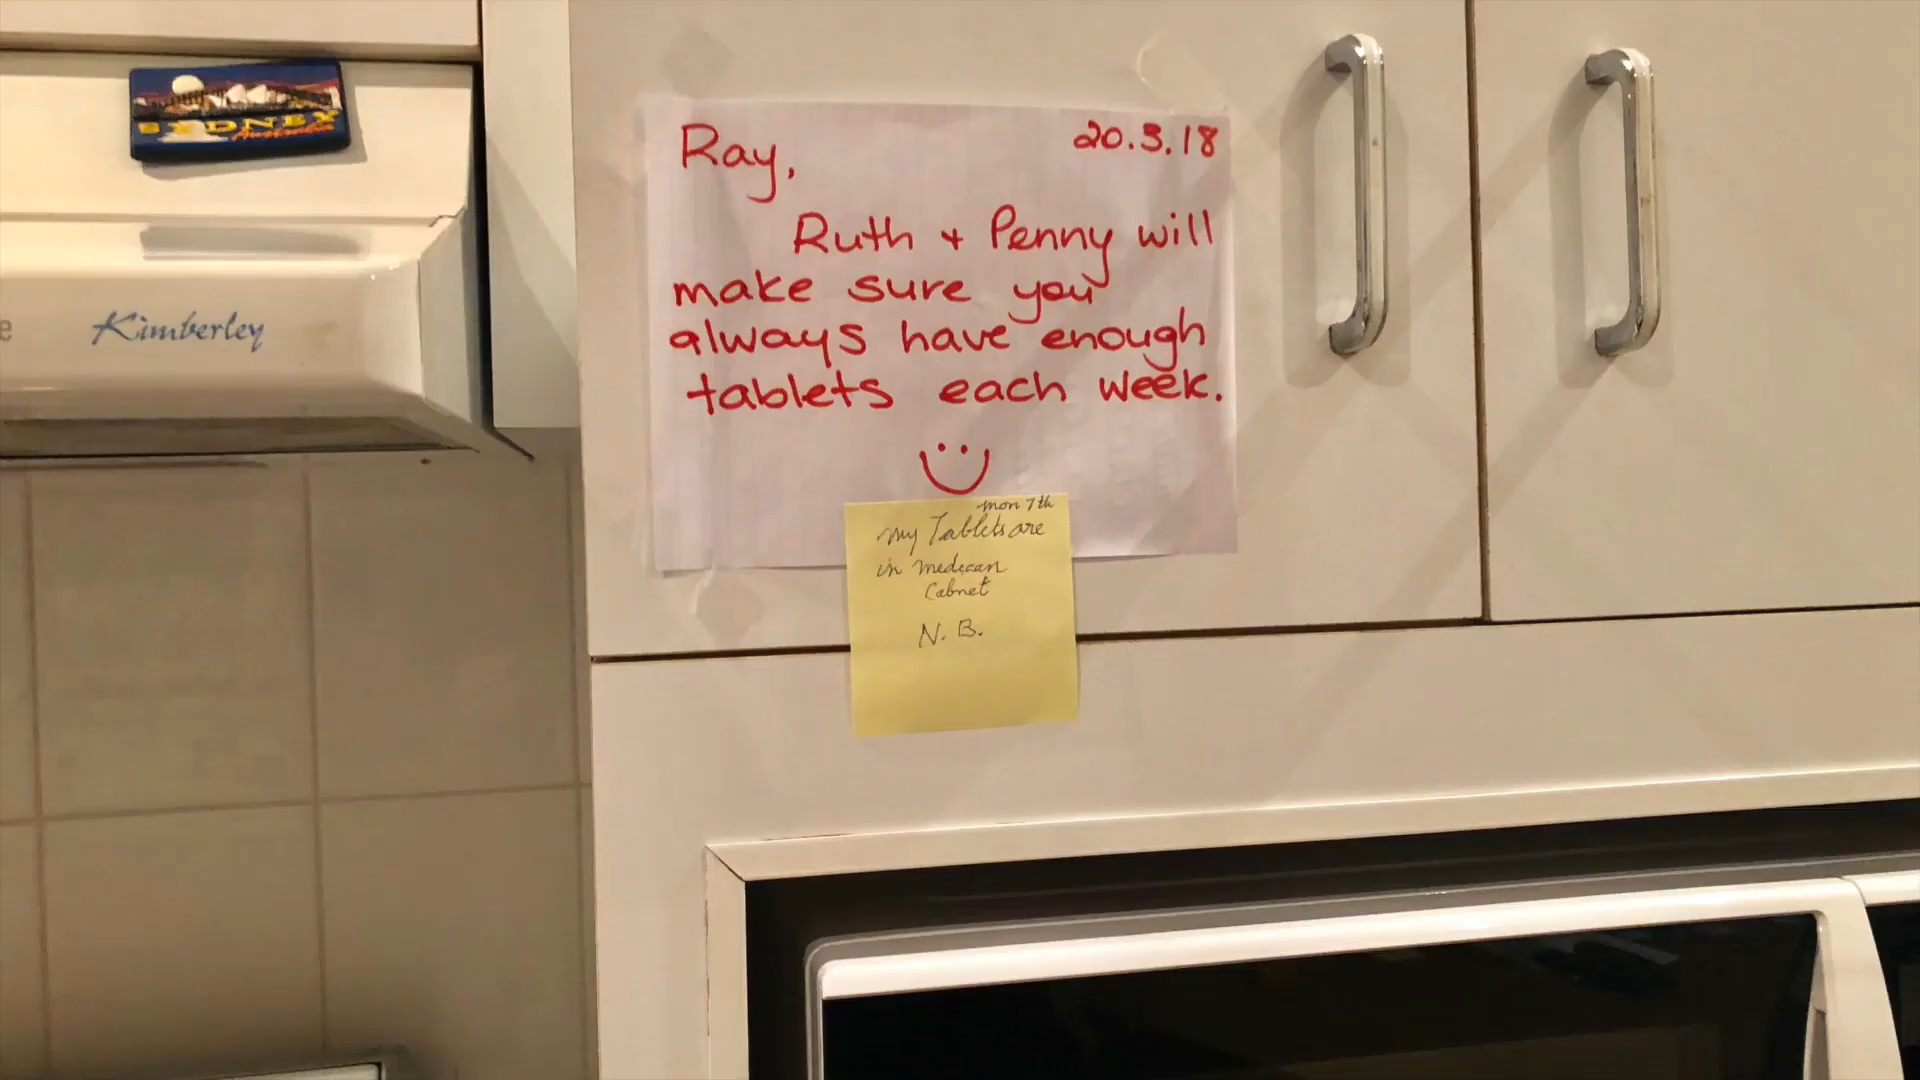 SYDNEY
Australia
e Kimberley
Ray,
20.3.18
Ruth + Penny will
make sure you
always have enough
tablets each week.
mon 7th
my Tablets are
in medecan
Cabnet
N. B.